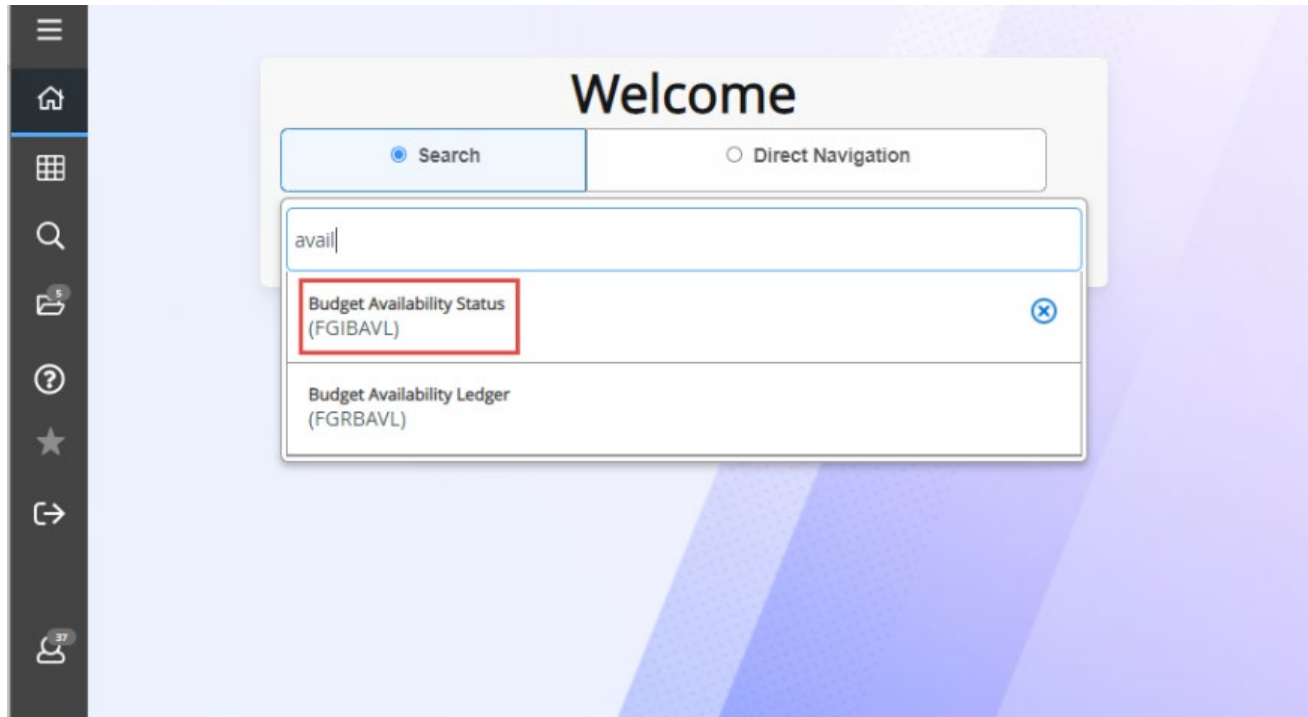 Welcome
Search
Direct Navigation
avail
Budget Availability Status
(FGIBAVL)
Budget Availability Ledger
(FGRBAVL)
5
37